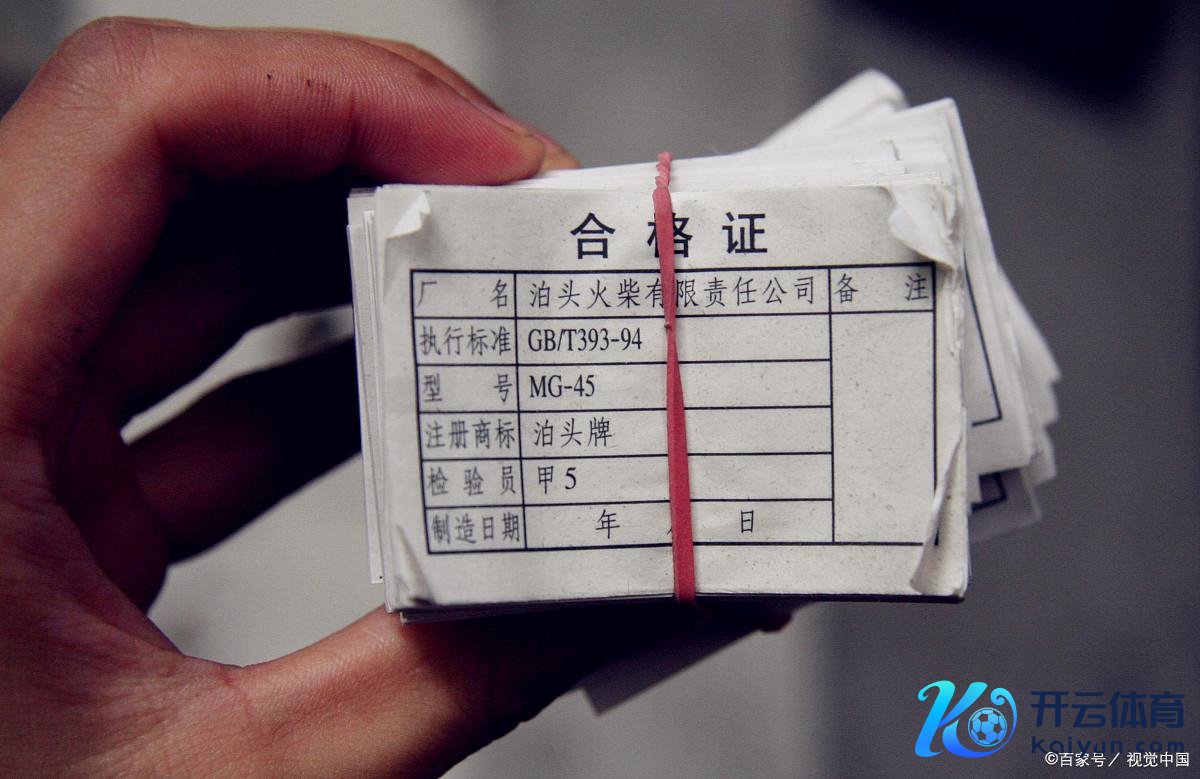 合格证
厂名 泊头火柴有限责任公司 备注
执行标准 GB/T393-94
型号 MG-45
注册商标 泊头牌
检验员 甲5
制造日期 年 日
开云体育
Kaiyun.com
©百家号/视觉中国